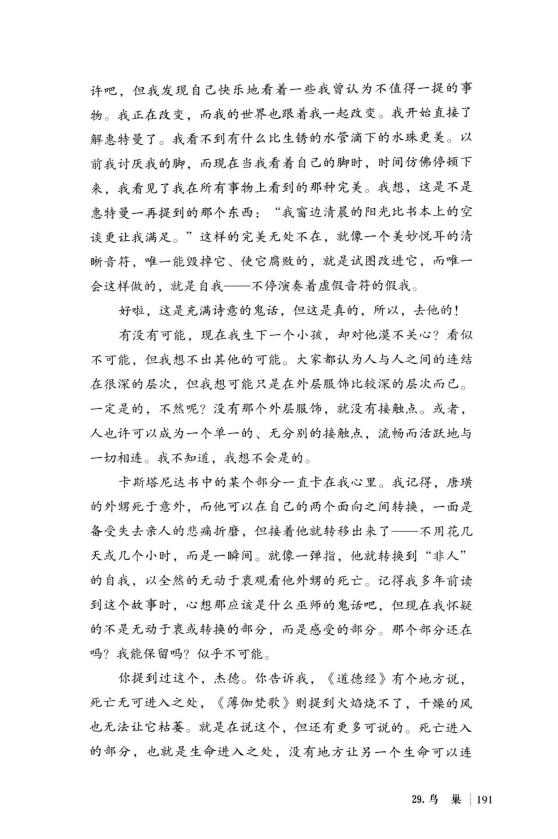 许吧，但我发现自己快乐地看着一些我曾认为不值得一提的事
物。我正在改变，而我的世界也跟着我一起改变。我开始直接了
解惠特曼了。我看不到有什么比生锈的水管滴下的水珠更美。以
前我讨厌我的脚，而现在当我看着自己的脚时，时间仿佛停顿下
来，我看见了我在所有事物上看到的那种完美。我想，这是不是
惠特曼一再提到的那个东西：“我窗边清晨的阳光比书本上的空
谈更让我满足。”这样的完美无处不在，就像一个美妙悦耳的清
晰音符，唯一能毁掉它、使它腐败的，就是试图改进它，而唯一
会这样做的，就是自我——不停演奏着虚假音符的假我。
好啦，这是充满诗意的鬼话，但这是真的，所以，去他的！
有没有可能，现在我生下一个小孩，却对他漠不关心？看似
不可能，但我想不出其他的可能。大家都认为人与人之间的连结
在很深的层次，但我想可能只是在外层服饰比较深的层次而已。
一定是的，不然呢？没有那个外层服饰，就没有接触点。或者，
人也许可以成为一个单一的、无分别的接触点，流畅而活跃地与
一切相连。我不知道，我想不会是的。
卡斯塔尼达书中的某个部分一直卡在我心里。我记得，唐璜
的外甥死于意外，而他可以在自己的两个面向之间转换，一面是
备受失去亲人的悲痛折磨，但接着他就转移出来了——不用花几
天或几个小时，而是一瞬间。就像一弹指，他就转换到“非人”
的自我，以全然的无动于衷观看他外甥的死亡。记得我多年前读
到这个故事时，心想那应该是什么巫师的鬼话吧，但现在我怀疑
的不是无动于衷或转换的部分，而是感受的部分。那个部分还在
吗？我能保留吗？似乎不可能。
你提到过这个，杰德。你告诉我，《道德经》有个地方说，
死亡无可进入之处，《薄伽梵歌》则提到火焰烧不了，干燥的风
也无法让它枯萎。就是在说这个，但还有更多可说的。死亡进入
的部分，也就是生命进入之处，没有地方让另一个生命可以连
29. 鸟 巢 191